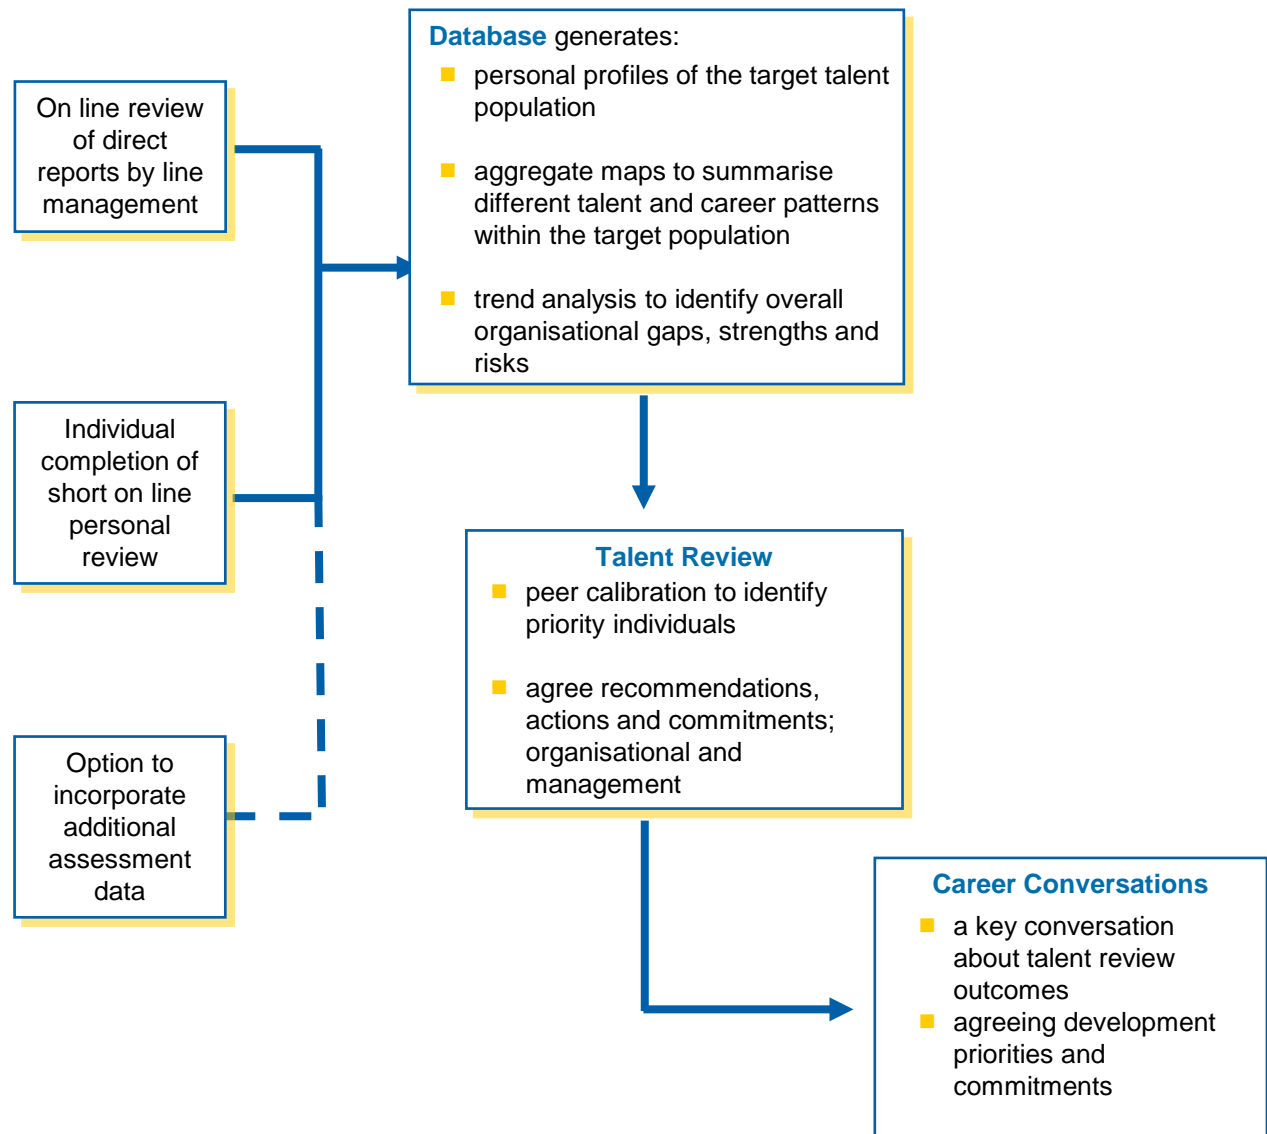 On line review
of direct
reports by line
management
Individual
completion of
short on line
personal
review
Option to
incorporate
additional
assessment
data
Database generates:
personal profiles of the target talent
population
aggregate maps to summarise
different talent and career patterns
within the target population
trend analysis to identify overall
organisational gaps, strengths and
risks
Talent Review
peer calibration to identify
priority individuals
agree recommendations,
actions and commitments;
organisational and
management
Career Conversations
a key conversation
about talent review
outcomes
agreeing development
priorities and
commitments